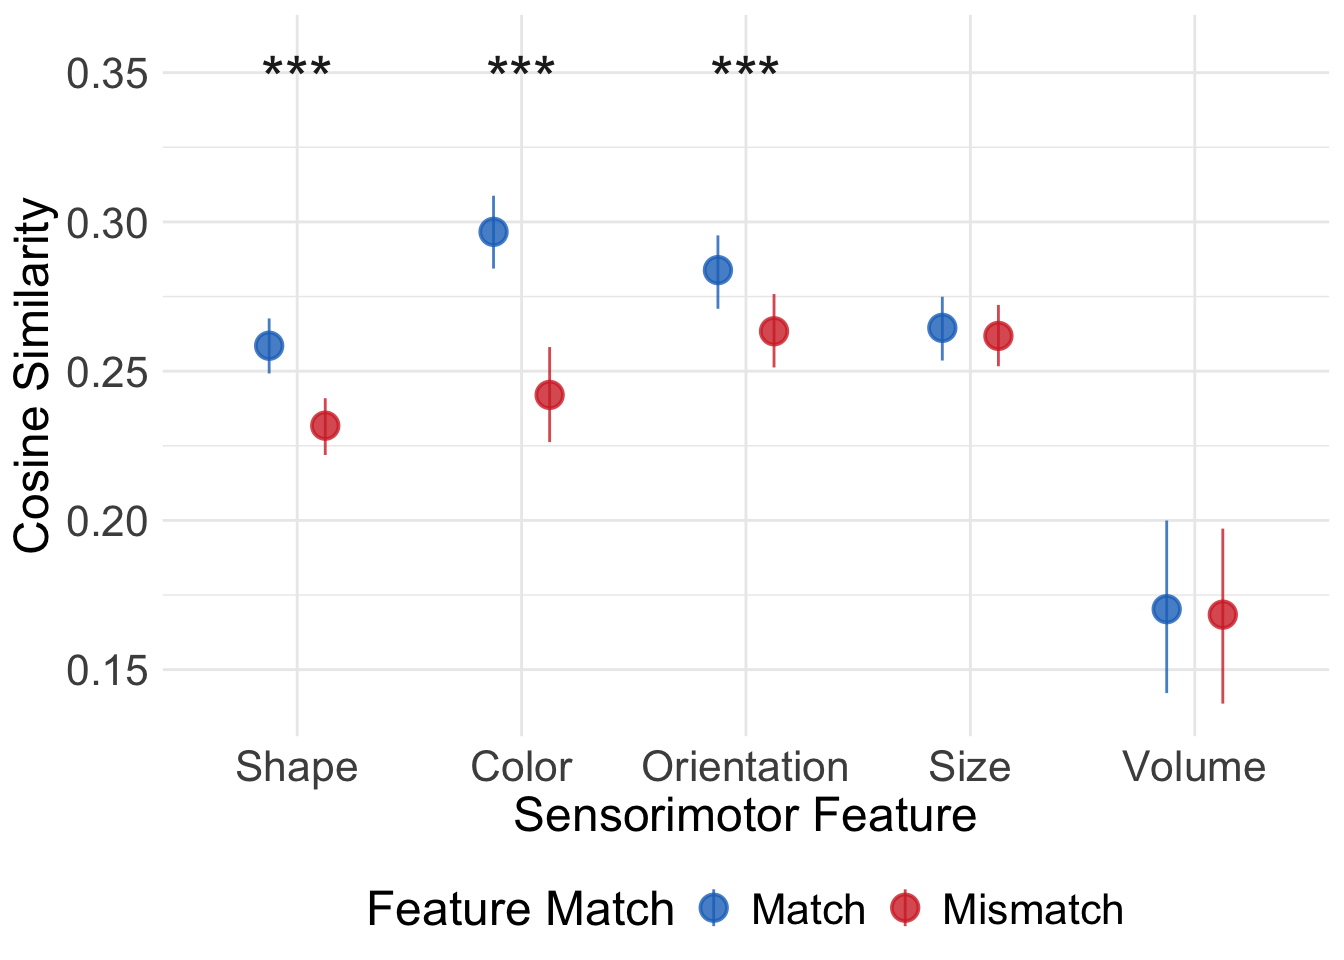 *** *** ***
0.35
0.30
0.25
0.20
0.15
Cosine Similarity
Shape Color Orientation Size Volume
Sensorimotor Feature
Feature Match Match Mismatch